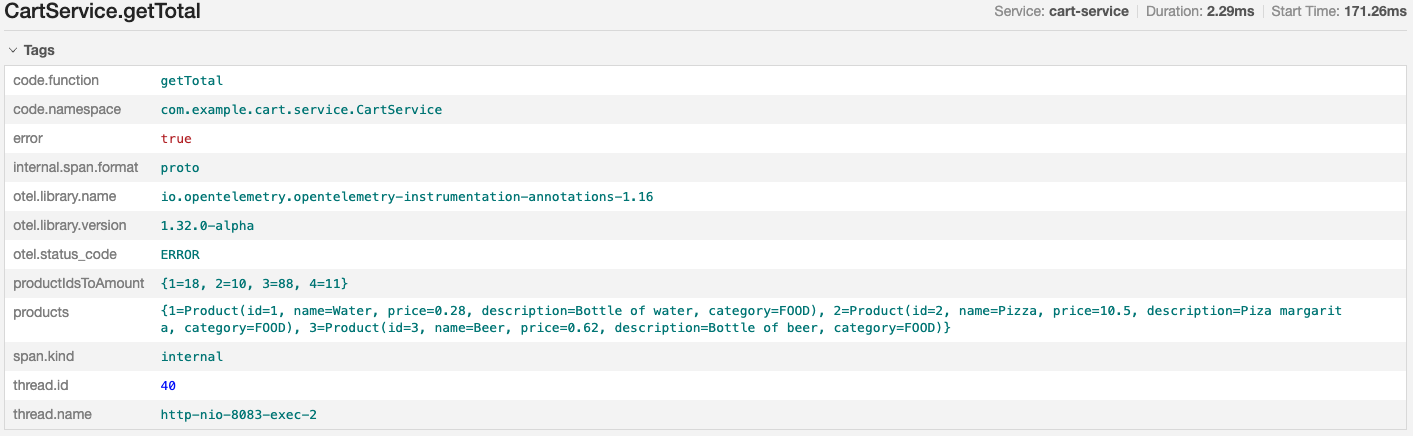 CartService.getTotal
Service: cart-service Duration: 2.29ms Start Time: 171.26ms
Tags
code.function getTotal
code.namespace com.example.cart.service.CartService
error true
internal.span.format proto
otel.library.name io.opentelemetry.opentelemetry-instrumentation-annotations-1.16
otel.library.version 1.32.0-alpha
otel.status_code ERROR
productIdsToAmount {1=18, 2=10, 3=88, 4=11}
products {1=Product(id=1, name=Water, price=0.28, description=Bottle of water, category=FOOD), 2=Product(id=2, name=Pizza, price=10.5, description=Piza margarit
a, category=FOOD), 3=Product(id=3, name=Beer, price=0.62, description=Bottle of beer, category=FOOD)}
span.kind internal
thread.id 40
thread.name http-nio-8083-exec-2